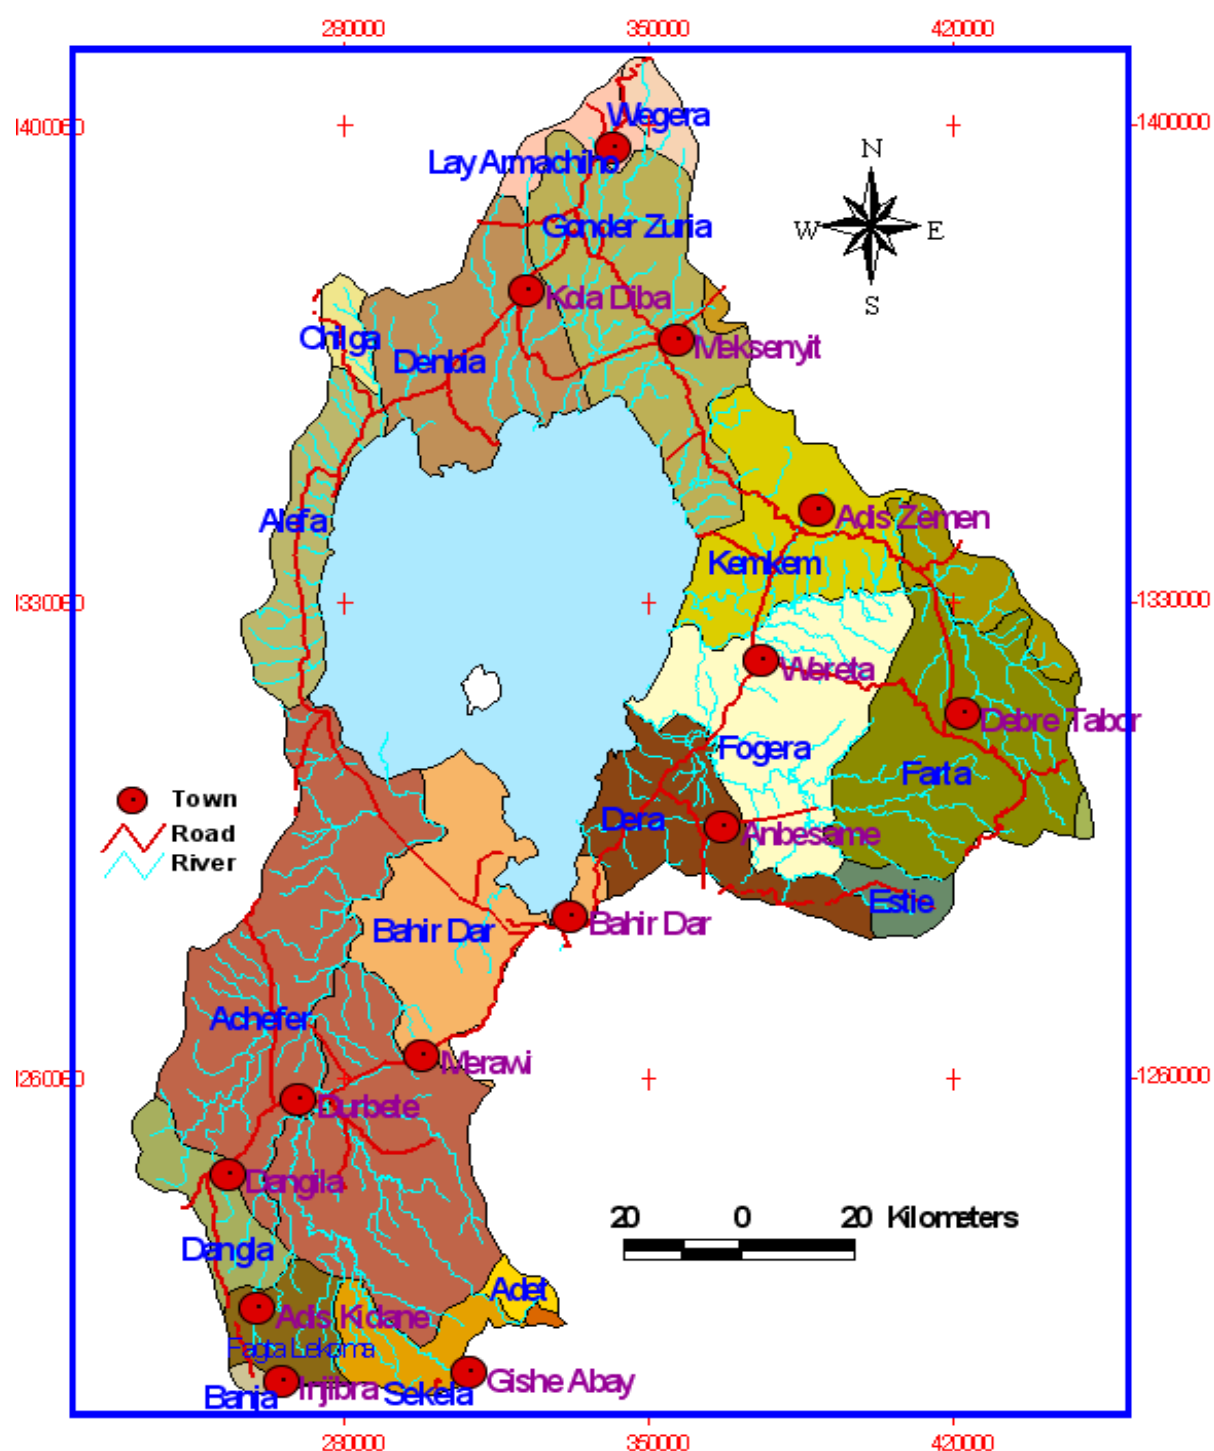 280000 350000 420000
1400000 1400000
Wegera
N
Lay Armachiho
Gonder Zuria
W E
Kola Diba
S
Chilga
Meksenyit
Denbia
Adis Zemen
Alefa
Kemkem
1330000 1330000
Wereta
Debre Tabor
Fogera
Farta
Town
Dera
Road
Anbesame
River
Estie
Bahir Dar
Bahir Dar
Achefer
Merawi
1260000 1260000
Durbete
Dangila
20 0 20 Kilometers
Dangla
Adet
Adis Kidane
Fagta Lekoma
Gishe Abay
Injibra
Banja
Sekela
280000 350000 420000